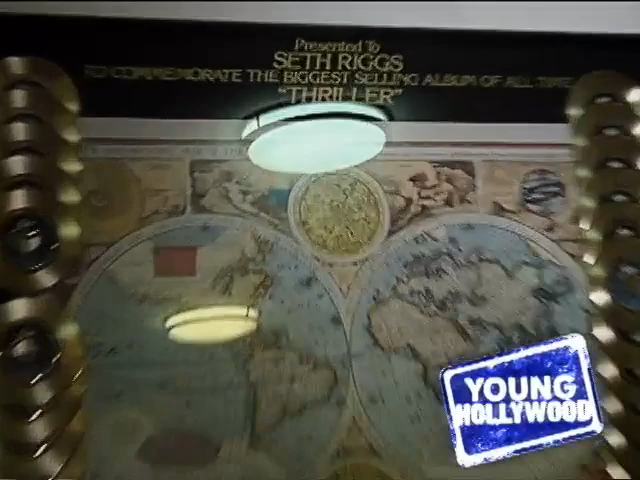 Presented To
SETH RIGGS
TO COMMEMORATE THE BIGGEST SELLING ALBUM OF ALL TIME
"THRILLER"
YOUNG
HOLLYWOOD